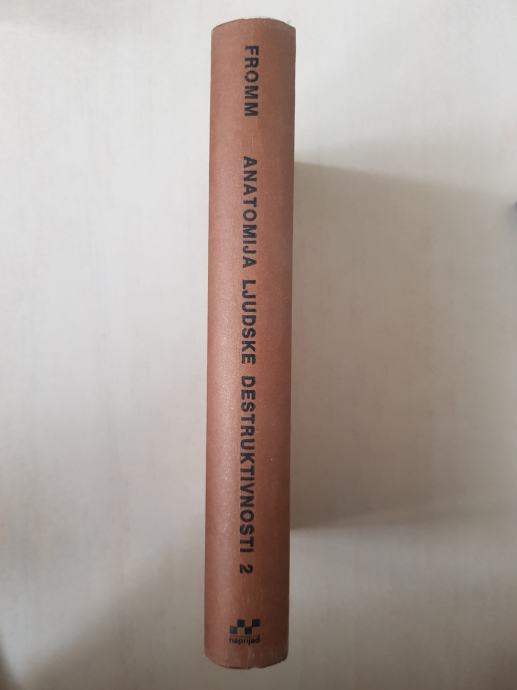 FROMM ANATOMIJA LJUDSKE DESTRUKTIVNOSTI 2
naprijed